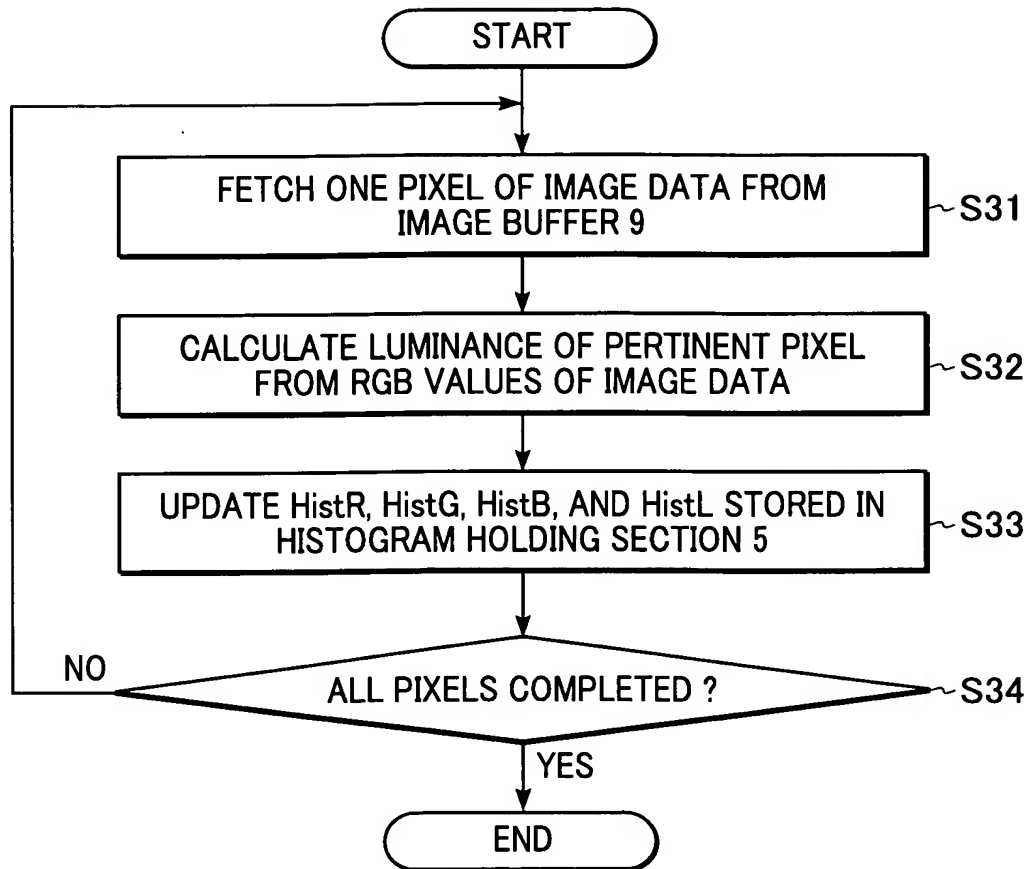 START
FETCH ONE PIXEL OF IMAGE DATA FROM
IMAGE BUFFER 9
S31
CALCULATE LUMINANCE OF PERTINENT PIXEL
FROM RGB VALUES OF IMAGE DATA
S32
UPDATE HistR, HistG, HistB, AND HistL STORED IN
HISTOGRAM HOLDING SECTION 5
S33
NO
ALL PIXELS COMPLETED ?
S34
YES
END